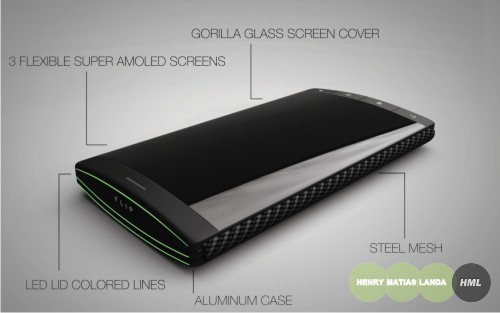 GORILLA GLASS SCREEN COVER
3 FLEXIBLE SUPER AMOLED SCREENS
FLIP
STEEL MESH
LED LID COLORED LINES
ALUMINUM CASE
HENRY MATIAS LANDA
HML